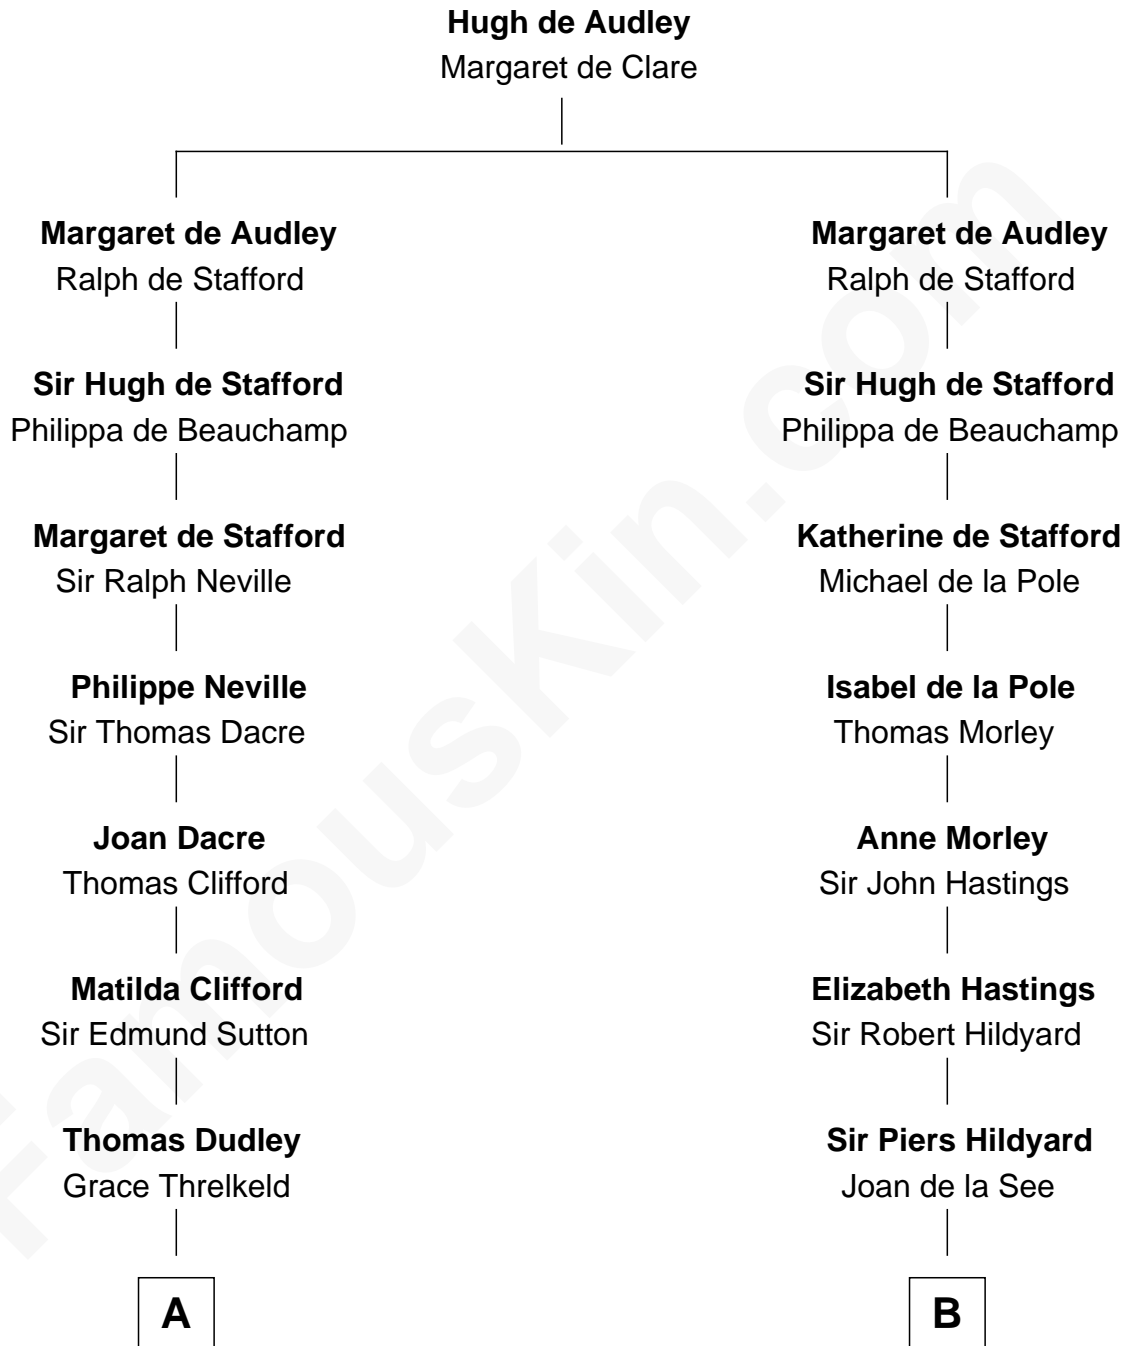 Hugh de Audley
Margaret de Clare
Margaret de Audley
Ralph de Stafford
Margaret de Audley
Ralph de Stafford
Sir Hugh de Stafford
Philippa de Beauchamp
Sir Hugh de Stafford
Philippa de Beauchamp
Margaret de Stafford
Sir Ralph Neville
Katherine de Stafford
Michael de la Pole
Philippe Neville
Sir Thomas Dacre
Isabel de la Pole
Thomas Morley
Joan Dacre
Thomas Clifford
Anne Morley
Sir John Hastings
Matilda Clifford
Sir Edmund Sutton
Elizabeth Hastings
Sir Robert Hildyard
Thomas Dudley
Grace Threlkeld
Sir Piers Hildyard
Joan de la See
A
B
FamousKin.com